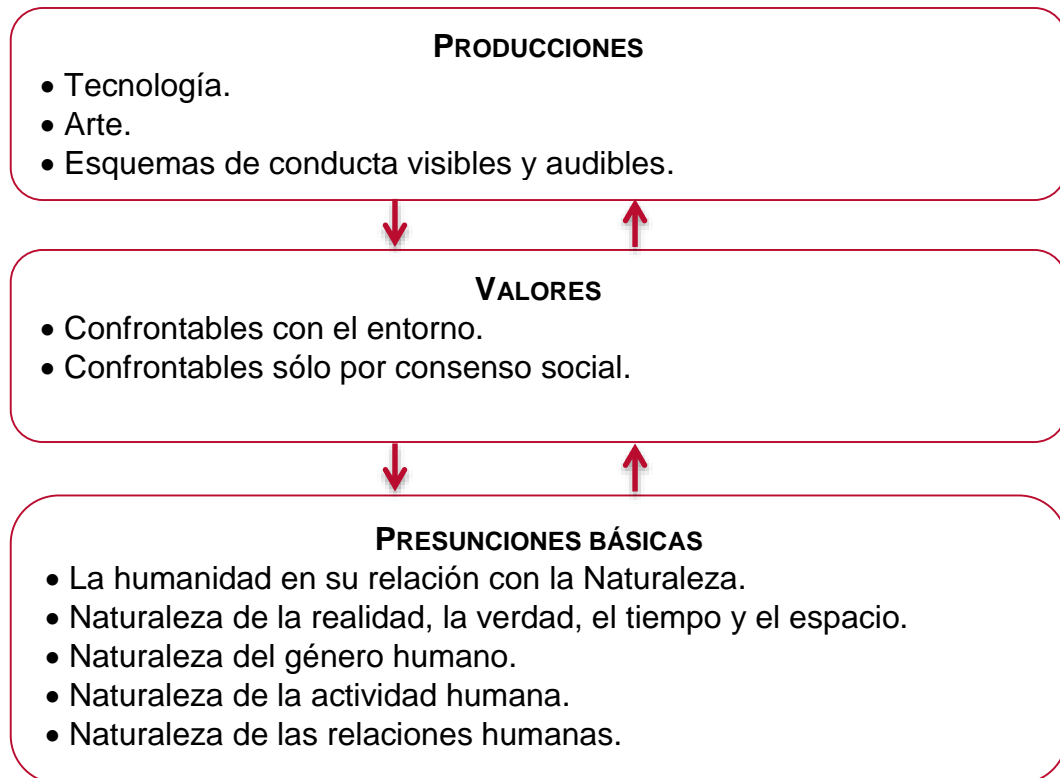 PRODUCCIONES
• Tecnología.
• Arte.
• Esquemas de conducta visibles y audibles.
VALORES
• Confrontables con el entorno.
• Confrontables sólo por consenso social.
PRESUNCIONES BÁSICAS
• La humanidad en su relación con la Naturaleza.
• Naturaleza de la realidad, la verdad, el tiempo y el espacio.
• Naturaleza del género humano.
• Naturaleza de la actividad humana.
• Naturaleza de las relaciones humanas.